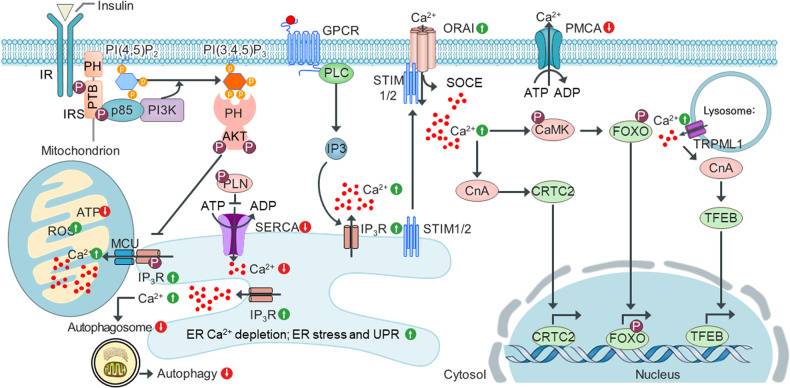 Insulin
PI(4,5)P2
PI(3,4,5)P3
GPCR
Ca2+
ORAI
Ca2+
PMCA
IR
PH
P
P
P
P
P
P
PLC
STIM
1/2
SOCE
ATP
ADP
Lysosome:
IRS
P
PTB
P
p85
PI3K
P
P
PH
Ca2+
P
CaMK
P
FOXO
Ca2+
TRPML1
Mitochondrion
P
AKT
P
IP3
CnA
P
PLN
Ca2+
CnA
CRTC2
TFEB
ATP
ROS
ATP
ADP
SERCA
IP3R
STIM1/2
MCU
Ca2+
P
IP3R
Ca2+
Ca2+
IP3R
Autophagosome
ER Ca2+ depletion; ER stress and UPR
CRTC2
P
FOXO
TFEB
Autophagy
Cytosol
Nucleus